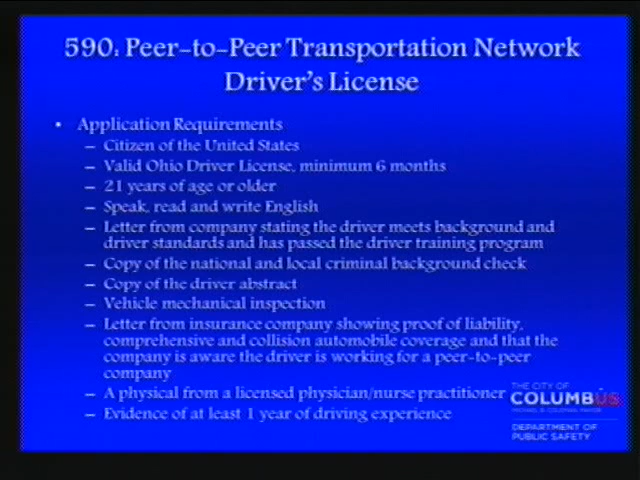 590: Peer-to-Peer Transportation Network
Driver's License
• Application Requirements
– Citizen of the United States
– Valid Ohio Driver License, minimum 6 months
– 21 years of age or older
– Speak, read and write English
– Letter from company stating the driver meets background and
driver standards and has passed the driver training program
– Copy of the national and local criminal background check
– Copy of the driver abstract
– Vehicle mechanical inspection
– Letter from insurance company showing proof of liability,
comprehensive and collision automobile coverage and that the
company is aware the driver is working for a peer-to-peer
company
– A physical from a licensed physician/nurse practitioner
– Evidence of at least 1 year of driving experience
THE CITY OF
COLUMBUS
MICHAEL B. COLEMAN, MAYOR
DEPARTMENT OF
PUBLIC SAFETY